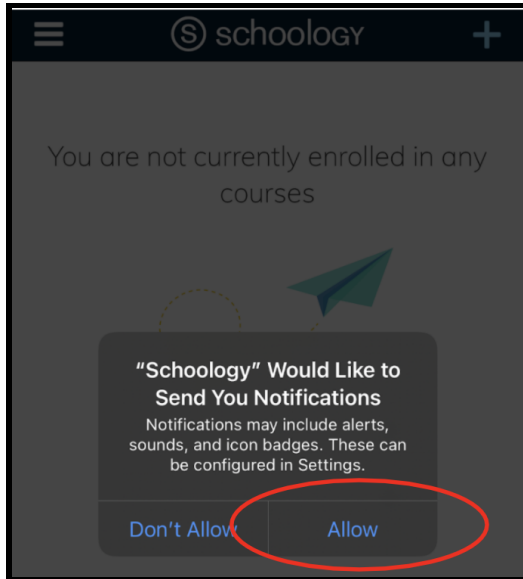 S schoology
You are not currently enrolled in any
courses
"Schoology" Would Like to
Send You Notifications
Notifications may include alerts,
sounds, and icon badges. These can
be configured in Settings.
Don't Allow Allow